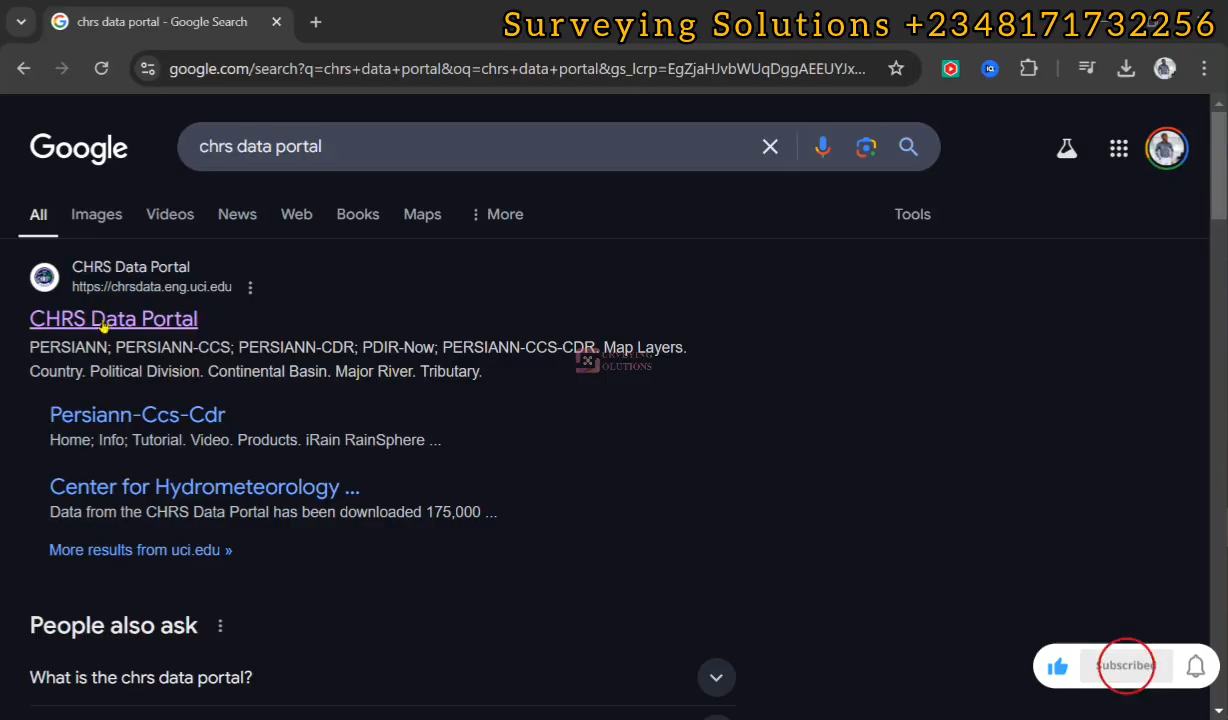 chrs data portal - Google Search
Surveying Solutions +2348171732256
google.com/search?q=chrs+data+portal&oq=chrs+data+portal&gs_lcrp=EgZjaHJvbWUqDggAEEUYJx...
Google
chrs data portal
All Images Videos News Web Books Maps More Tools
CHRS Data Portal
https://chrsdata.eng.uci.edu
CHRS Data Portal
PERSIANN; PERSIANN-CCS; PERSIANN-CDR; PDIR-Now; PERSIANN-CCS-CDR. Map Layers.
Country. Political Division. Continental Basin. Major River. Tributary.
SURVEYING
SOLUTIONS
Persiann-Ccs-Cdr
Home; Info; Tutorial. Video. Products. iRain RainSphere ...
Center for Hydrometeorology ...
Data from the CHRS Data Portal has been downloaded 175,000 ...
More results from uci.edu »
People also ask
What is the chrs data portal?
Subscribed